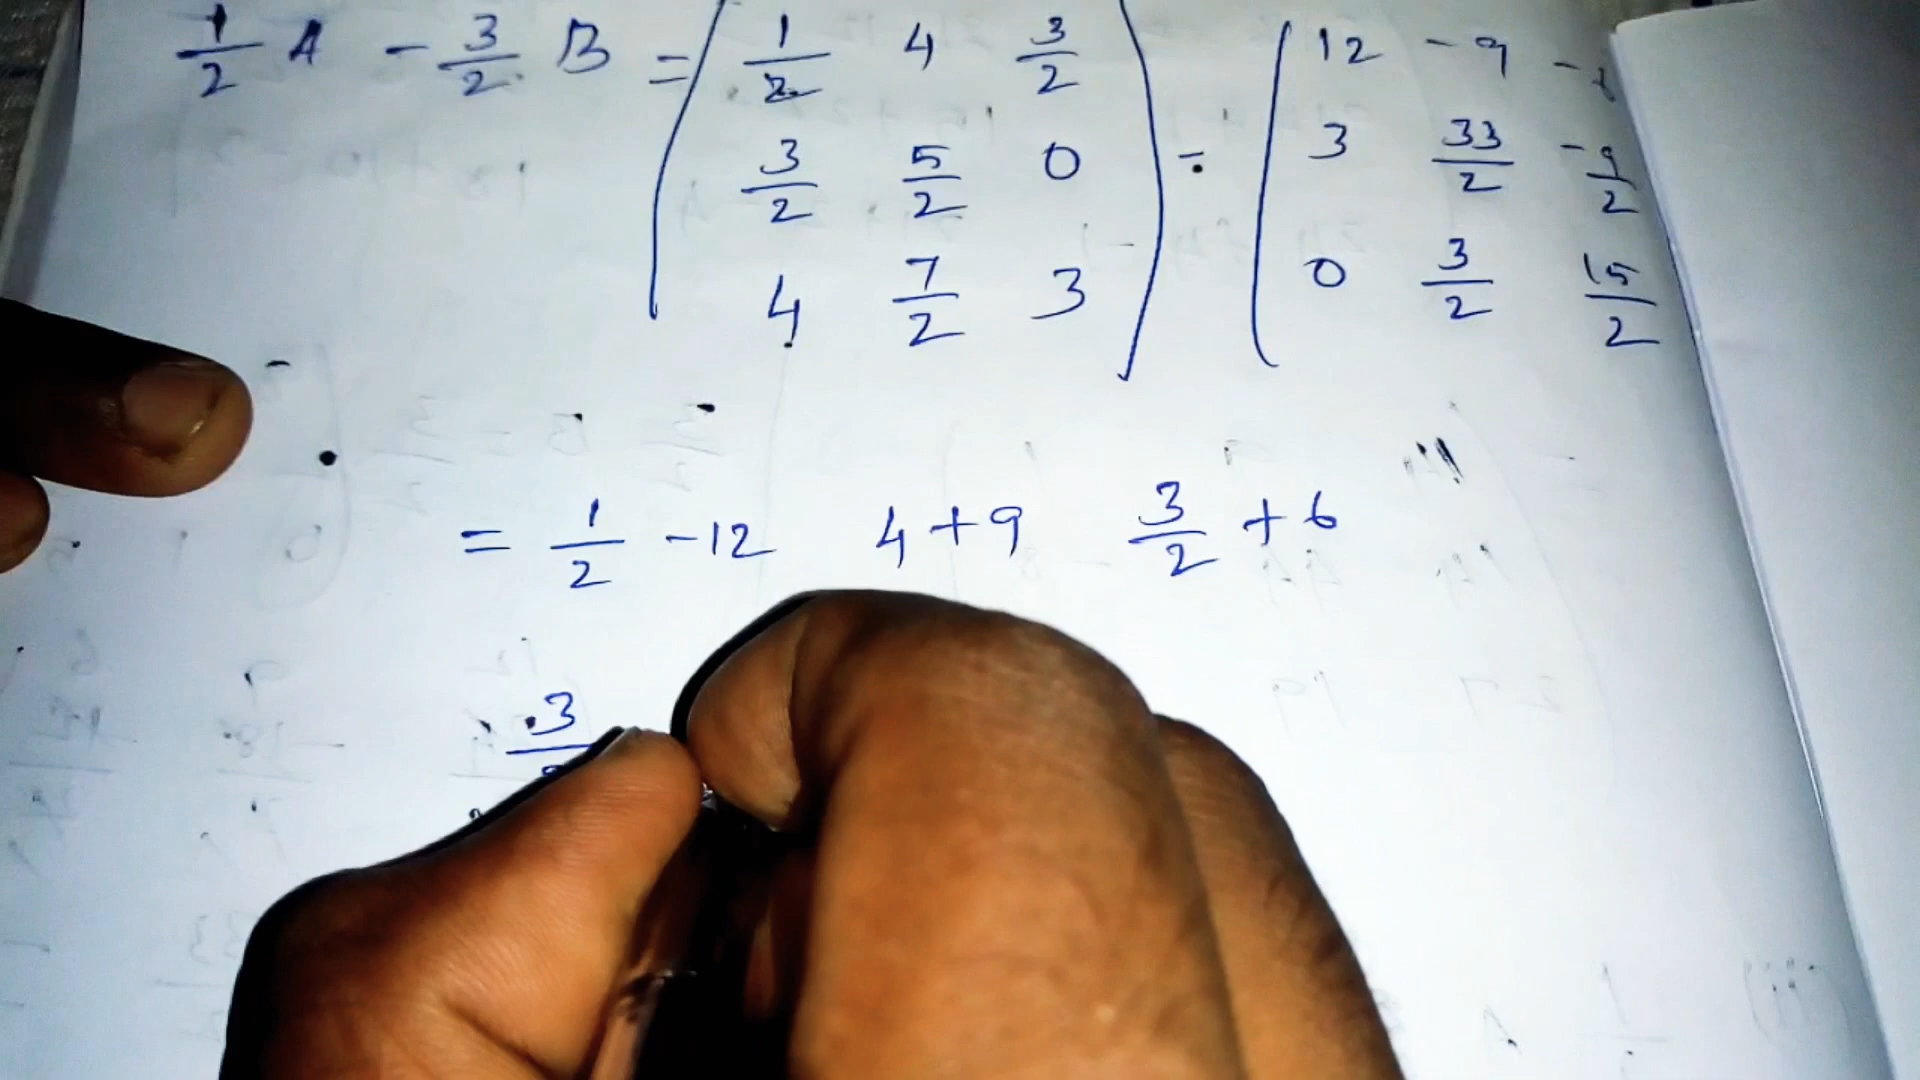 1/2 A - 3/2 B = ( 1/2 4 3/2 ) - ( 12 -9
3/2 5/2 0 3 33/2 -9/2
4 7/2 3 0 3/2 15/2
= 1/2 -12 4+9 3/2 +6
3